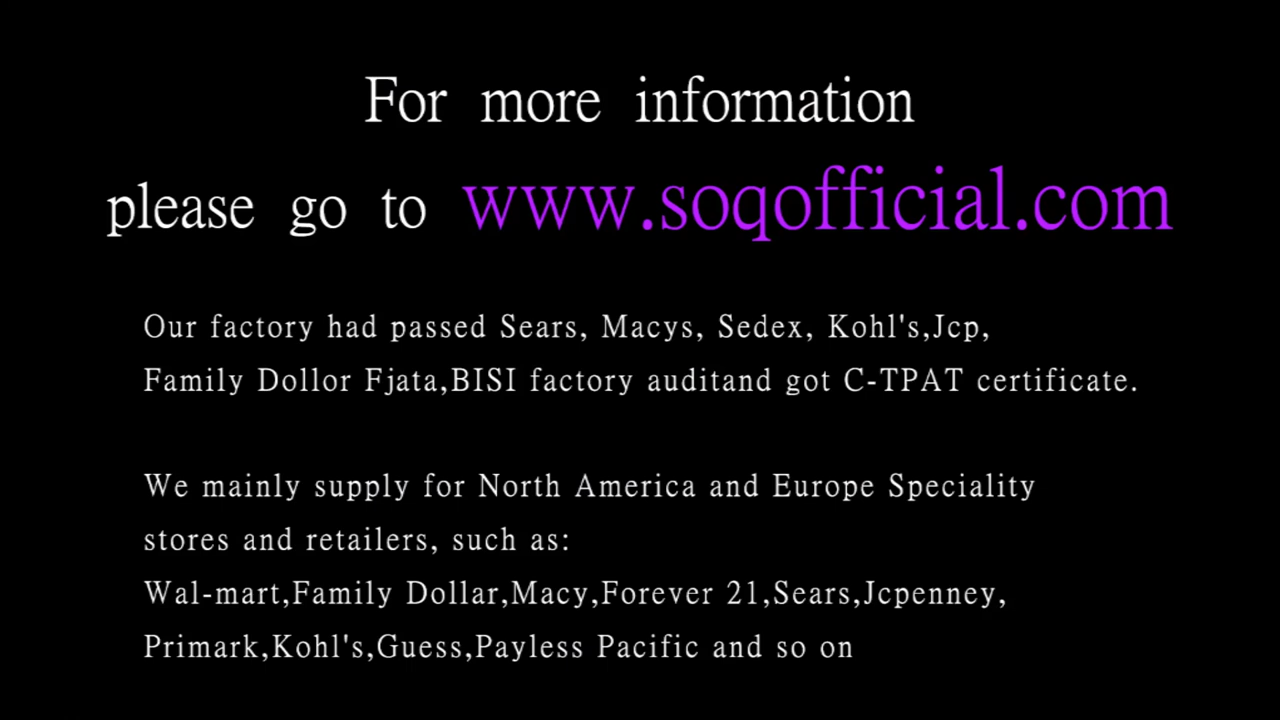 For more information
please go to www.soqofficial.com
Our factory had passed Sears, Macys, Sedex, Kohl's,Jcp,
Family Dollor Fjata,BISI factory auditand got C-TPAT certificate.
We mainly supply for North America and Europe Speciality
stores and retailers, such as:
Wal-mart,Family Dollar,Macy,Forever 21,Sears,Jcpenney,
Primark,Kohl's,Guess,Payless Pacific and so on